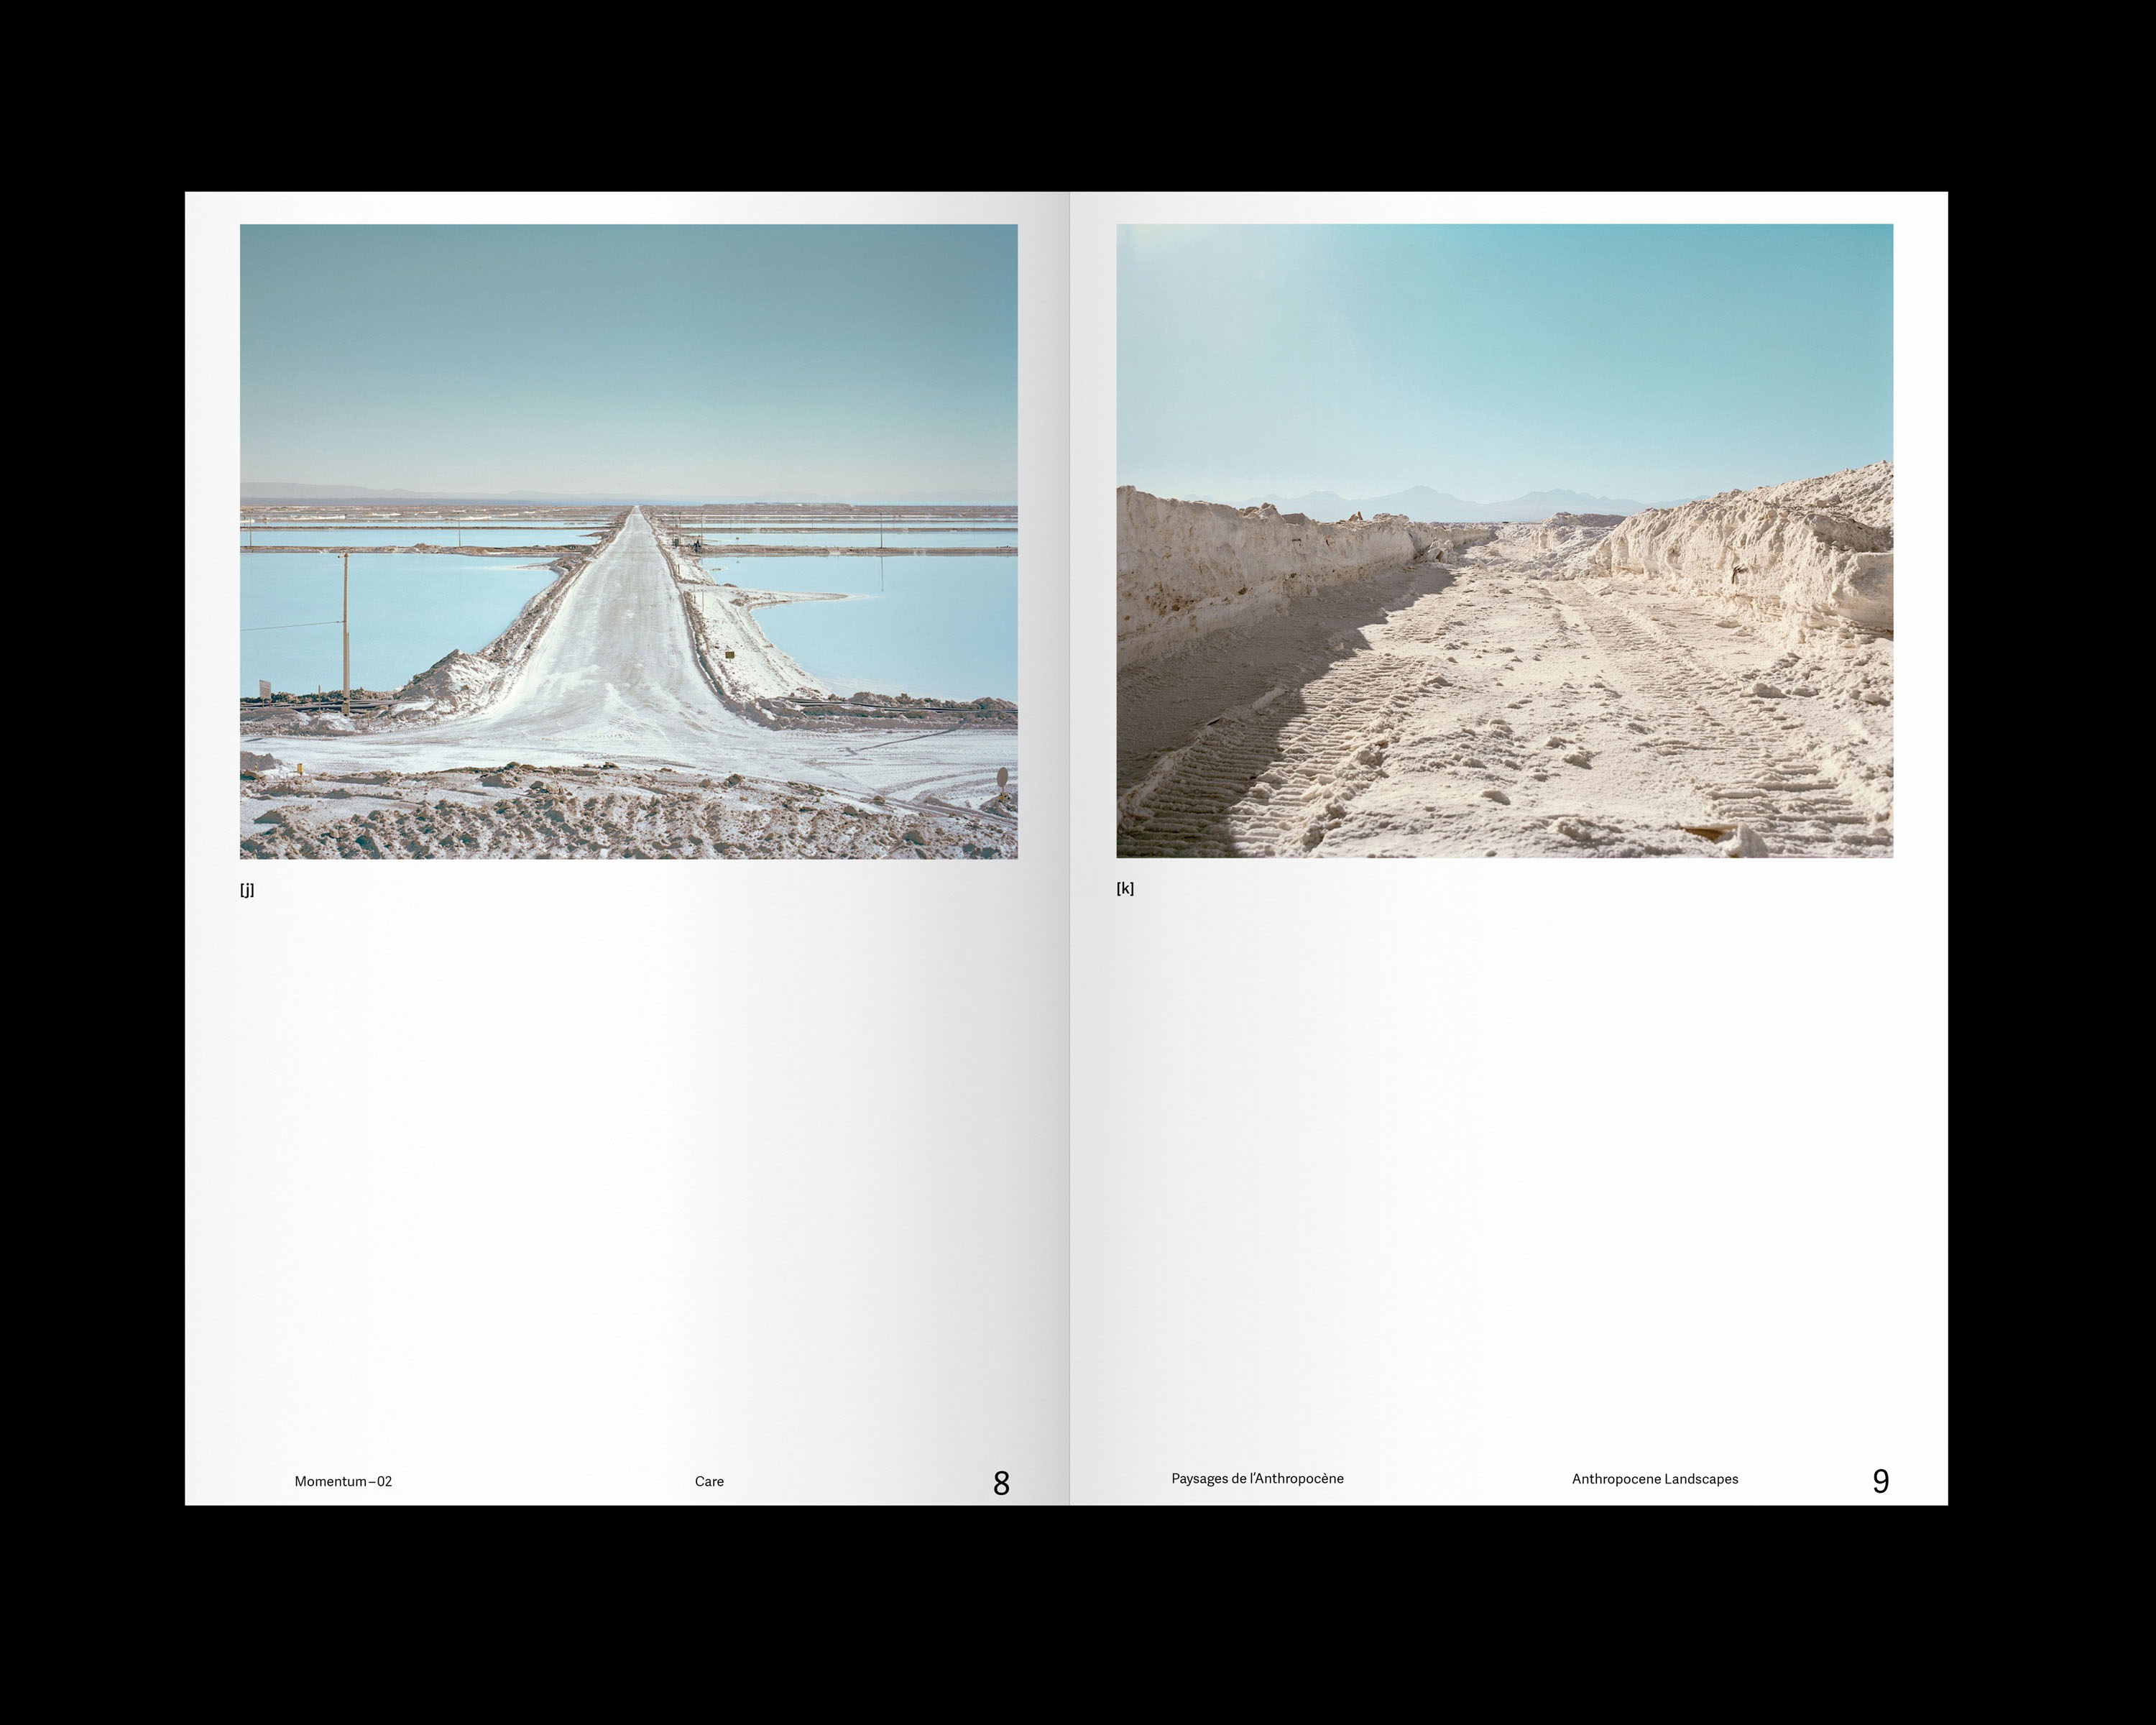 [j]
[k]
Momentum–02
Care
8
Paysages de l’Anthropocène
Anthropocene Landscapes
9